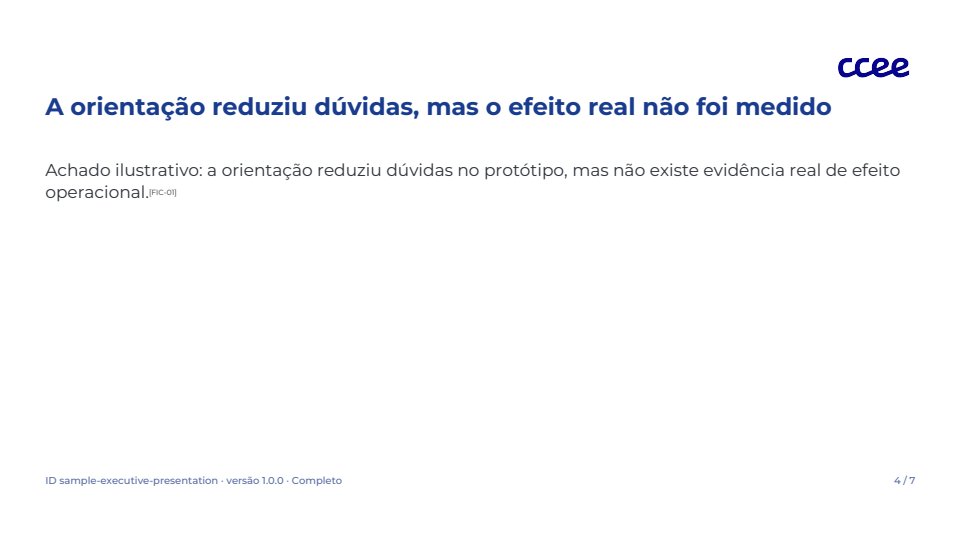 ccee
A orientação reduziu dúvidas, mas o efeito real não foi medido
Achado ilustrativo: a orientação reduziu dúvidas no protótipo, mas não existe evidência real de efeito
operacional.[FIC-01]
ID sample-executive-presentation · versão 1.0.0 · Completo
4 / 7